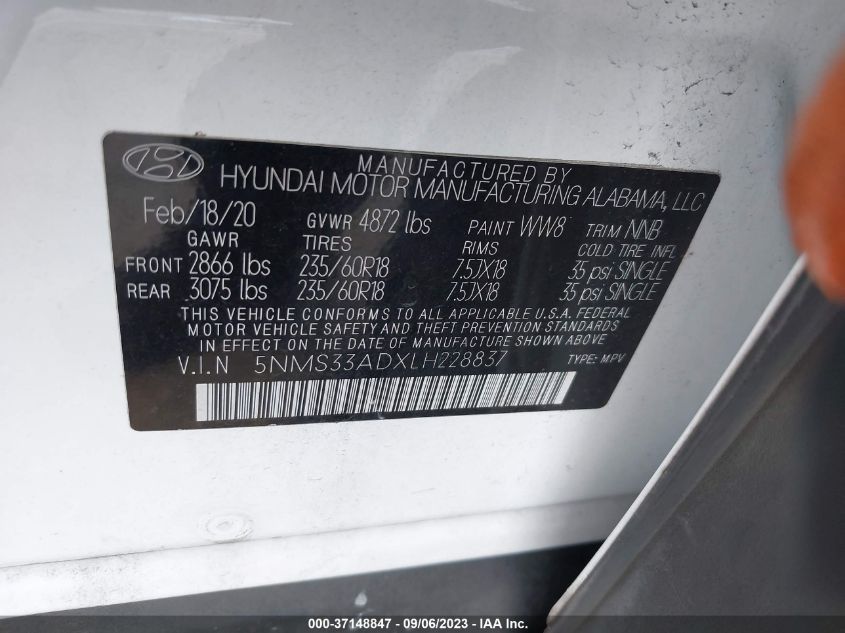 MANUFACTURED BY
HYUNDAI MOTOR MANUFACTURING ALABAMA, LLC
Feb/18/20 GVWR 4872 lbs PAINT WW8 TRIM NNB
GAWR TIRES RIMS COLD TIRE INFL
FRONT 2866 lbs 235/60R18 7.5JX18 35 psi SINGLE
REAR 3075 lbs 235/60R18 7.5JX18 35 psi SINGLE
THIS VEHICLE CONFORMS TO ALL APPLICABLE U.S.A. FEDERAL
MOTOR VEHICLE SAFETY AND THEFT PREVENTION STANDARDS
IN EFFECT ON THE DATE OF MANUFACTURE SHOWN ABOVE
V.I.N 5NMS33ADXLH228837 TYPE: MPV
000-37148847 - 09/06/2023 - IAA Inc.